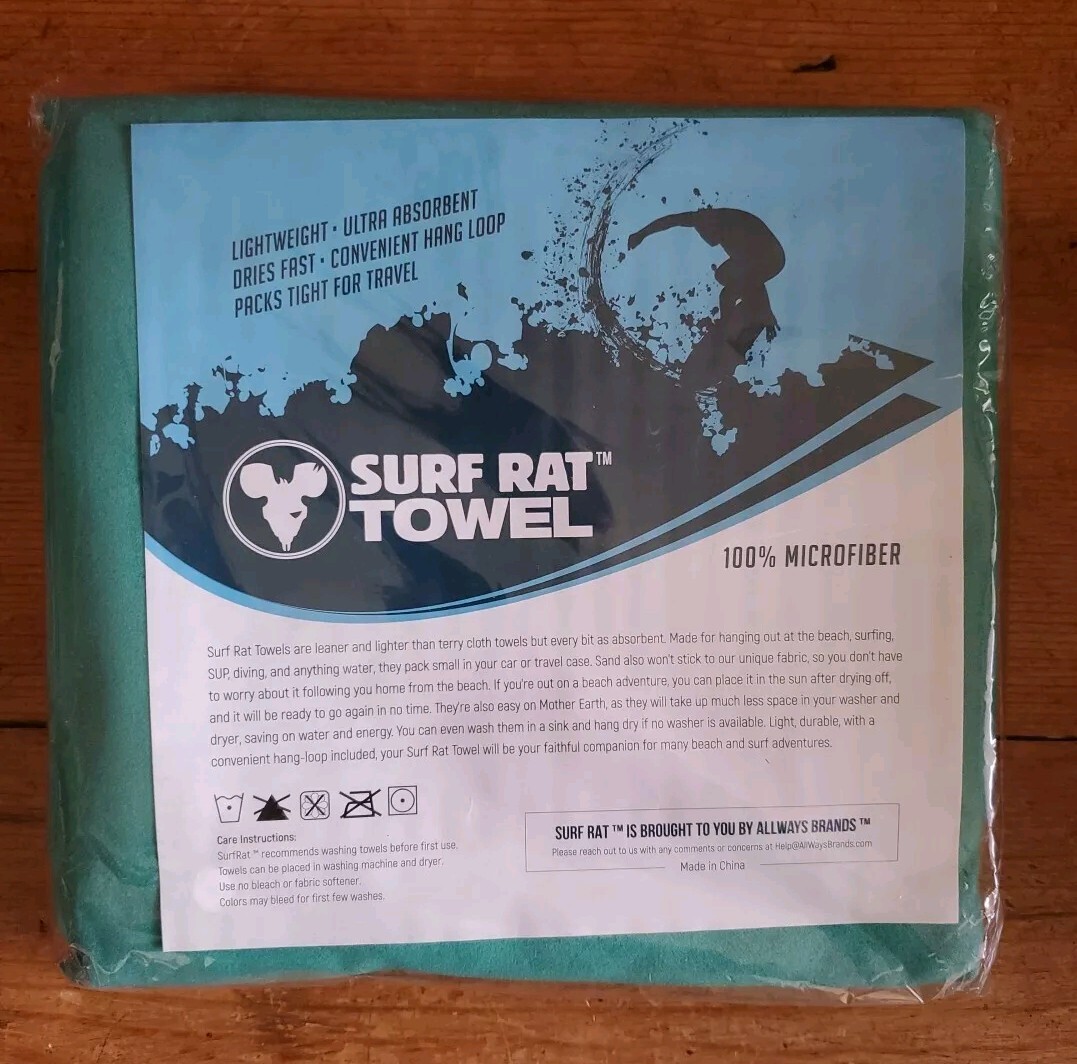 LIGHTWEIGHT • ULTRA ABSORBENT
DRIES FAST • CONVENIENT HANG LOOP
PACKS TIGHT FOR TRAVEL
SURF RAT™
TOWEL
100% MICROFIBER
Surf Rat Towels are leaner and lighter than terry cloth towels but every bit as absorbent. Made for hanging out at the beach, surfing,
SUP, diving, and anything water, they pack small in your car or travel case. Sand also won't stick to our unique fabric, so you don't have
to worry about it following you home from the beach. If you're out on a beach adventure, you can place it in the sun after drying off,
and it will be ready to go again in no time. They're also easy on Mother Earth, as they will take up much less space in your washer and
dryer, saving on water and energy. You can even wash them in a sink and hang dry if no washer is available. Light, durable, with a
convenient hang-loop included, your Surf Rat Towel will be your faithful companion for many beach and surf adventures.
Care Instructions:
SurfRat™ recommends washing towels before first use.
Towels can be placed in washing machine and dryer.
Use no bleach or fabric softener.
Colors may bleed for first few washes.
SURF RAT ™ IS BROUGHT TO YOU BY ALLWAYS BRANDS ™
Please reach out to us with any comments or concerns at Help@AllWaysBrands.com
Made in China